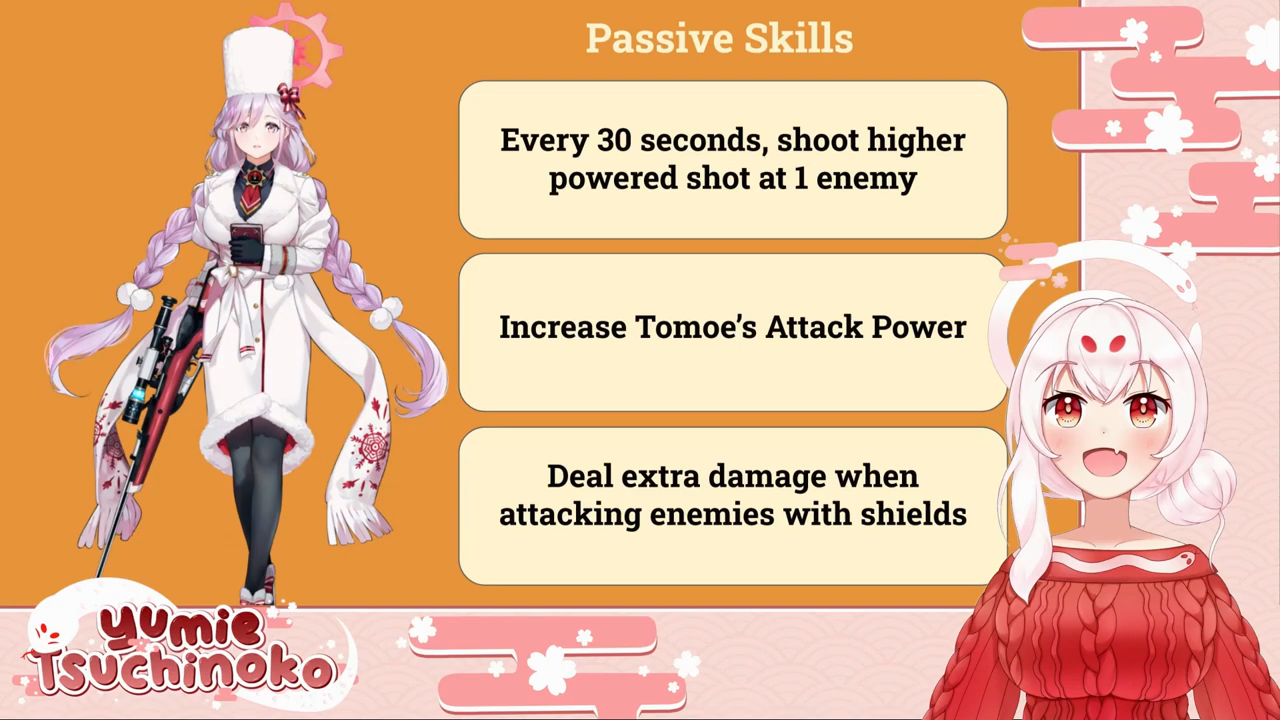 Passive Skills
Every 30 seconds, shoot higher
powered shot at 1 enemy
Increase Tomoe’s Attack Power
Deal extra damage when
attacking enemies with shields
yumie
Tsuchinoko